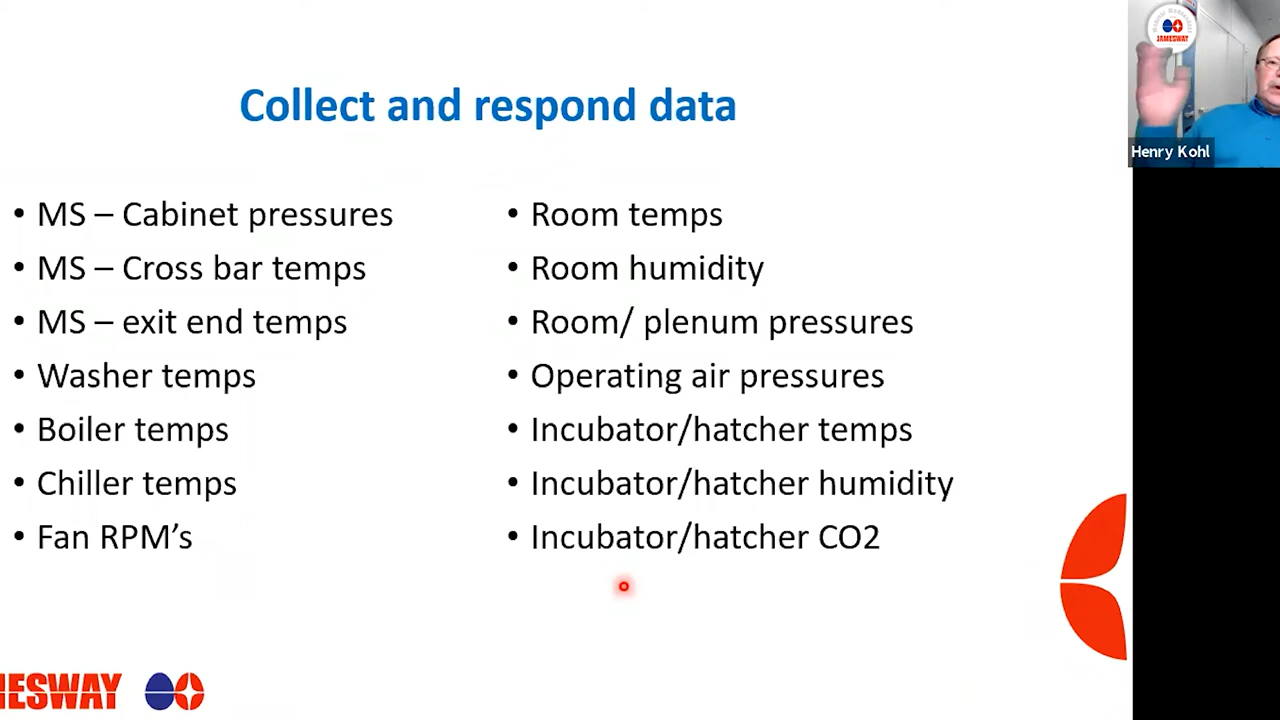 Collect and respond data
• MS – Cabinet pressures
• MS – Cross bar temps
• MS – exit end temps
• Washer temps
• Boiler temps
• Chiller temps
• Fan RPM’s
• Room temps
• Room humidity
• Room/ plenum pressures
• Operating air pressures
• Incubator/hatcher temps
• Incubator/hatcher humidity
• Incubator/hatcher CO2
JAMESWAY
Henry Kohl
MESWAY